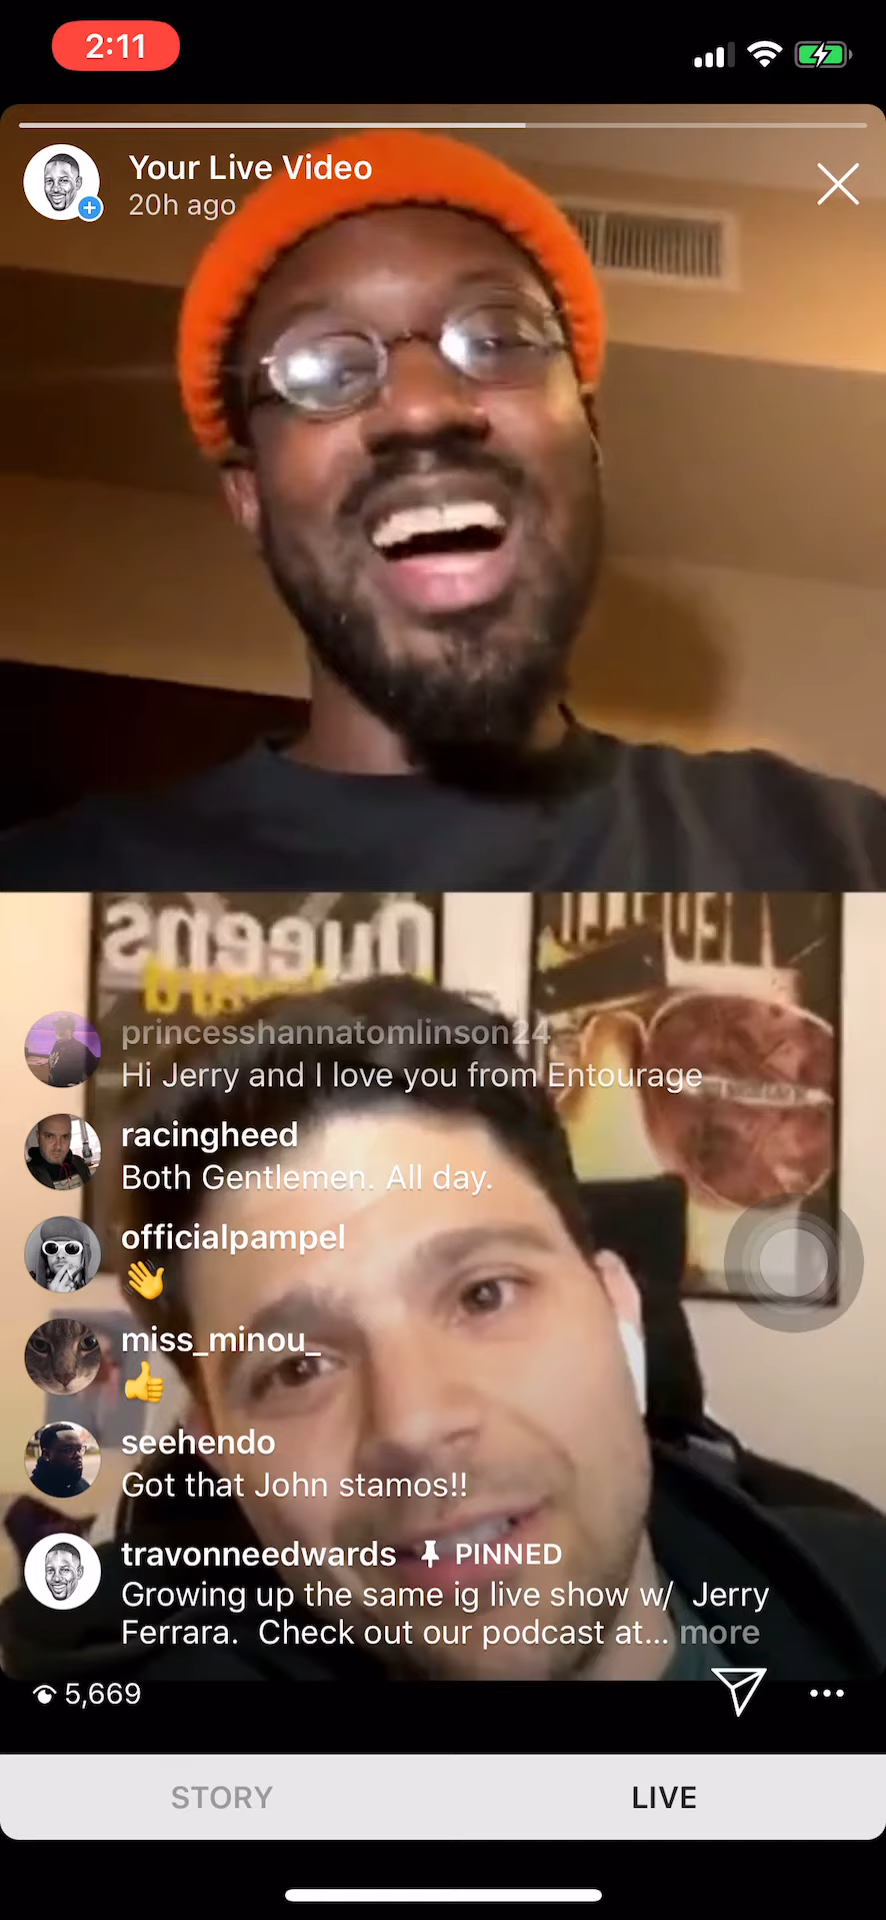 2:11
Your Live Video
20h ago
Queens
princesshannatomlinson24
Hi Jerry and I love you from Entourage
racingheed
Both Gentlemen. All day.
officialpampel
👋
miss_minou_
👍
seehendo
Got that John stamos!!
travonneedwards PINNED
Growing up the same ig live show w/ Jerry
Ferrara. Check out our podcast at... more
5,669
STORY LIVE